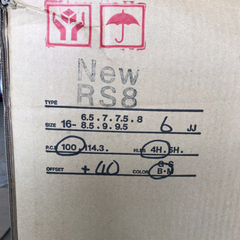 New
RS8
TYPE
6.5. 7. 7.5. 8
SIZE 16- 8.5. 9. 9.5 6 JJ
P.C.D 100. 114.3. HOLE 4H. 5H.
G·S
OFFSET +40 COLOR B·M